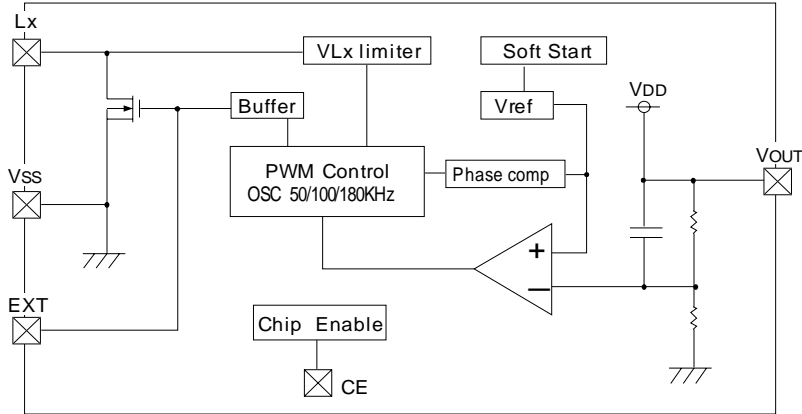 Lx
VLx limiter
Soft Start
Buffer
Vref
VDD
PWM Control
OSC 50/100/180KHz
Phase comp
VOUT
VSS
+
−
EXT
Chip Enable
CE